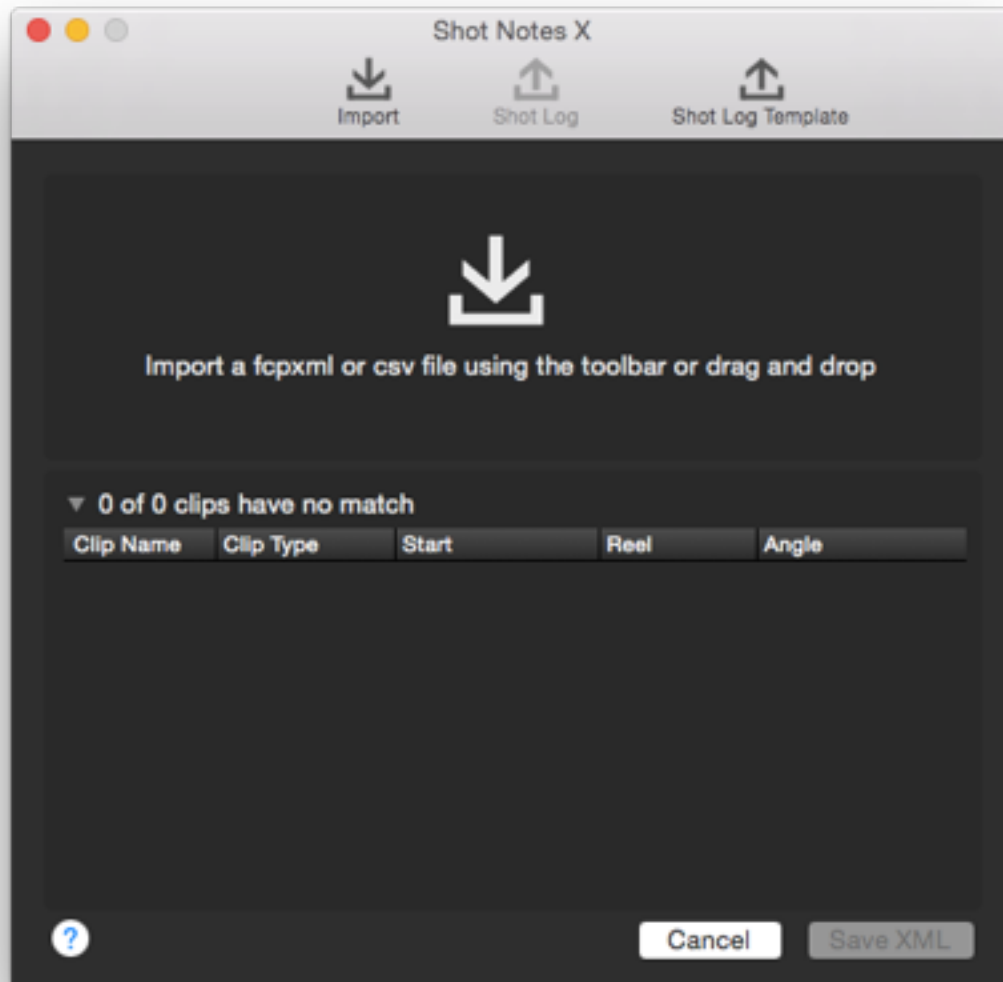 Shot Notes X
Import Shot Log Shot Log Template
Import a fcpxml or csv file using the toolbar or drag and drop
0 of 0 clips have no match
Clip Name Clip Type Start Reel Angle
? Cancel Save XML